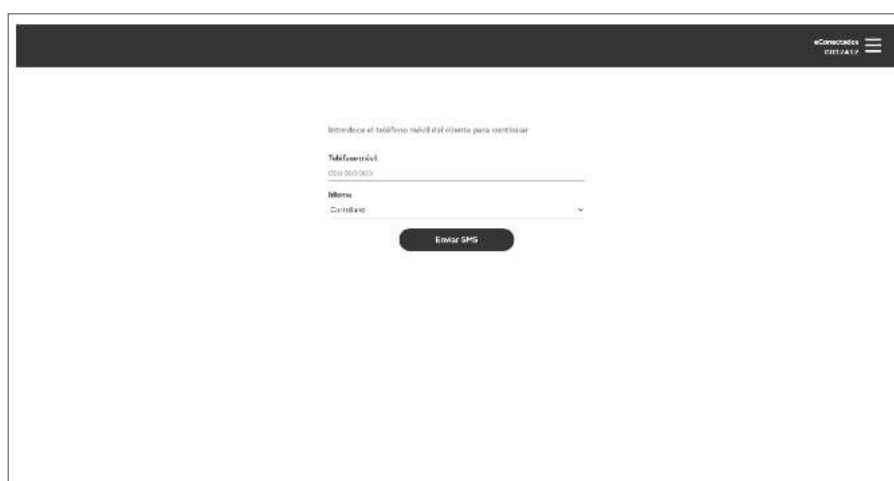 eConectados
Introduce el teléfono móvil del cliente para continuar
Teléfono móvil
000 000 000
Idioma
Castellano
Enviar SMS